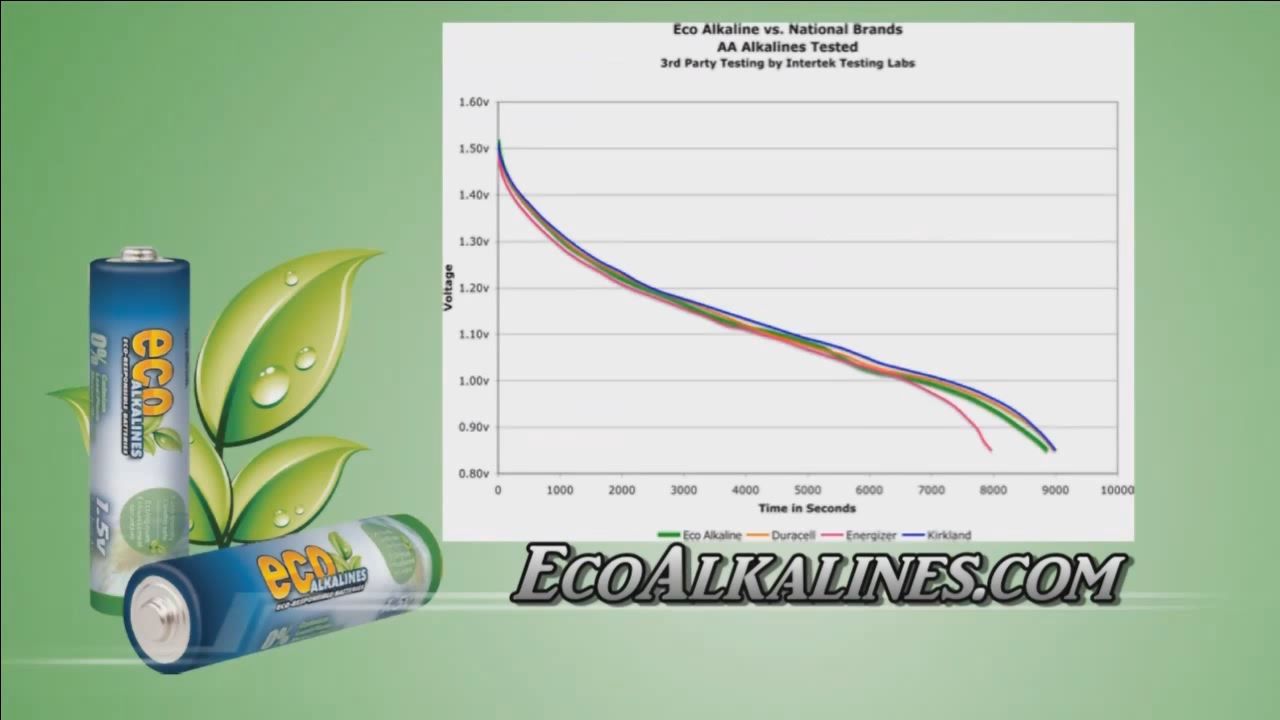 Eco Alkaline vs. National Brands
AA Alkalines Tested
3rd Party Testing by Intertek Testing Labs
1.60v
1.50v
1.40v
1.30v
1.20v
1.10v
1.00v
0.90v
0.80v
Voltage
0 1000 2000 3000 4000 5000 6000 7000 8000 9000 10000
Time in Seconds
Eco Alkaline Duracell Energizer Kirkland
ECOALKALINES.COM
eco
ALKALINES
ECO-RESPONSIBLE BATTERIES
0%
1.5v
eco
ALKALINES
ECO-RESPONSIBLE BATTERIES
0%